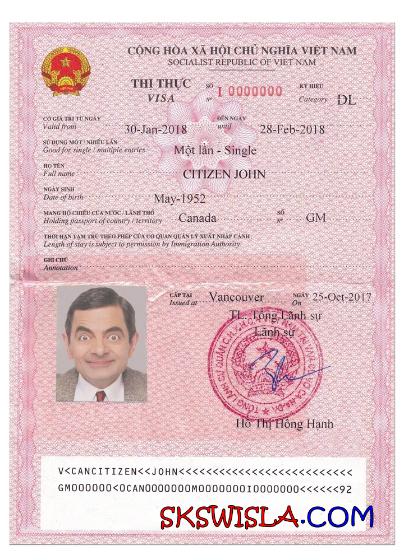 CỘNG HÒA XÃ HỘI CHỦ NGHĨA VIỆT NAM
SOCIALIST REPUBLIC OF VIET NAM
THỊ THỰC
VISA
SỐ
Nº
I 0000000
KÝ HIỆU
Category DL
CÓ GIÁ TRỊ TỪ NGÀY
Valid from 30-Jan-2018
ĐẾN NGÀY
until 28-Feb-2018
SỬ DỤNG MỘT / NHIỀU LẦN
Good for single / multiple entries Một lần - Single
HỌ TÊN
Full name CITIZEN JOHN
NGÀY SINH
Date of birth May-1952
MANG HỘ CHIẾU CỦA NƯỚC / LÃNH THỔ
Holding passport of country / territory Canada
SỐ
Nº GM
THỜI HẠN TẠM TRÚ THEO PHÉP CỦA CƠ QUAN QUẢN LÝ XUẤT NHẬP CẢNH
Length of stay is subject to permission by Immigration Authority.
GHI CHÚ
Annotation
CẤP TẠI
Issued at Vancouver
NGÀY
On 25-Oct-2017
TL. Tổng Lãnh sự
Lãnh sự
Hồ Thị Hồng Hạnh
V<CANCITIZEN<<JOHN<<<<<<<<<<<<<<<<<<<<<<<<<<
SKSWISLA.COM